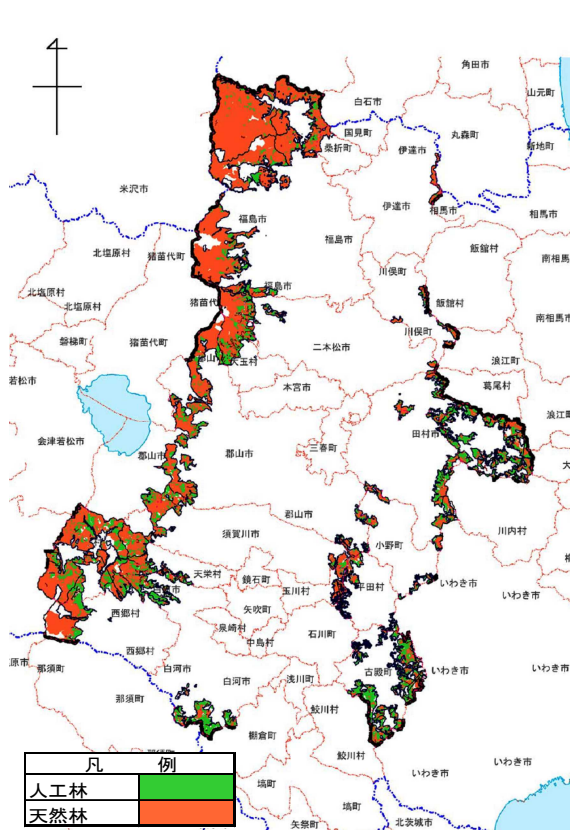 角田市
山元町
白石市
国見町
丸森町
新地町
桑折町
伊達市
米沢市
伊達市
相馬市
相馬市
福島市
福島市
飯舘村
北塩原村
猪苗代町
南相馬
川俣町
福島市
北塩原村
北塩原村
猪苗代
飯舘村
南相馬市
川俣町
磐梯町
猪苗代町
二本松市
大玉村
浪江町
若松市
本宮市
葛尾村
浪江町
会津若松市
郡山市
郡山市
三春町
田村市
郡山市
川内村
須賀川市
小野町
天栄村
鏡石町
玉川村
平田村
いわき市
いわき市
矢吹町
西郷村
泉崎村
石川町
中島村
西郷村
白河市
原市
那須町
白河市
浅川町
古殿町
いわき市
いわき市
那須町
鮫川村
棚倉町
鮫川村
いわき市
いわき市
塙町
塙町
矢祭町
北茨城市
凡 例
人工林
天然林